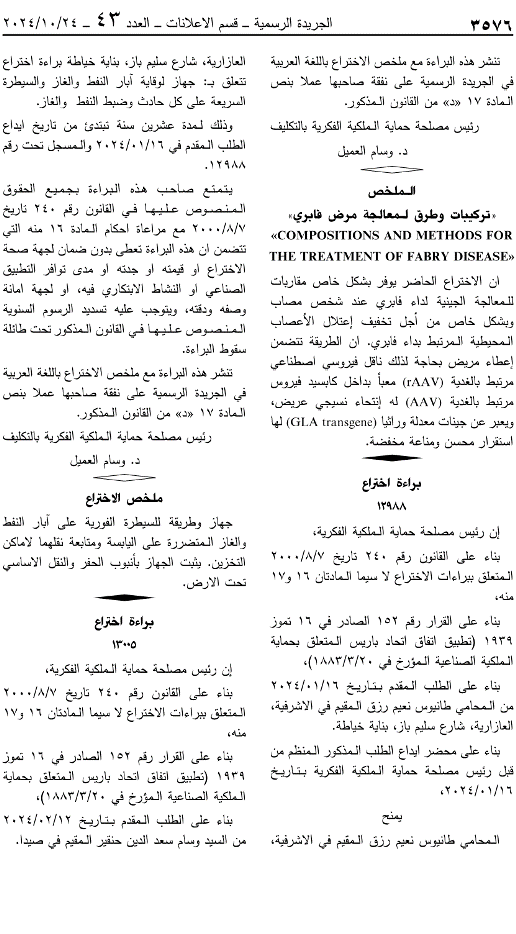 ٣٥٧٦
الجريدة الرسمية ــ قسم الاعلانات ــ العدد ٤٣ ــ ٢٠٢٤/١٠/٢٤
تنشر هذه البراءة مع ملخص الاختراع باللغة العربية
في الجريدة الرسمية على نفقة صاحبها عملا بنص
المادة ١٧ «د» من القانون المذكور.
رئيس مصلحة حماية الملكية الفكرية بالتكليف
د. وسام العميل
الملخص
«تركيبات وطرق لمعالجة مرض فابري»
«COMPOSITIONS AND METHODS FOR
THE TREATMENT OF FABRY DISEASE»
ان الاختراع الحاضر يوفر بشكل خاص مقاربات
للمعالجة الجينية لداء فابري عند شخص مصاب
وبشكل خاص من أجل تخفيف إعتلال الأعصاب
المحيطية المرتبط بداء فابري. ان الطريقة تتضمن
إعطاء مريض بحاجة لذلك ناقل فيروسي اصطناعي
مرتبط بالغدية (rAAV) معبأ بداخل كابسيد فيروس
مرتبط بالغدية (AAV) له إنتحاء نسيجي عريض،
ويعبر عن جينات معدلة وراثيا (GLA transgene) لها
استقرار محسن ومناعة مخفضة.
براءة اختراع
١٢٩٨٨
إن رئيس مصلحة حماية الملكية الفكرية،
بناء على القانون رقم ٢٤٠ تاريخ ٢٠٠٠/٨/٧
المتعلق ببراءات الاختراع لا سيما المادتان ١٦ و١٧
منه،
بناء على القرار رقم ١٥٢ الصادر في ١٦ تموز
١٩٣٩ (تطبيق اتفاق اتحاد باريس المتعلق بحماية
الملكية الصناعية المؤرخ في ١٨٨٣/٣/٢٠)،
بناء على الطلب المقدم بتاريخ ٢٠٢٤/٠١/١٦
من المحامي طانيوس نعيم رزق المقيم في الاشرفية،
العازارية، شارع سليم باز، بناية خياطة.
بناء على محضر ايداع الطلب المذكور المنظم من
قبل رئيس مصلحة حماية الملكية الفكرية بتاريخ
٢٠٢٤/٠١/١٦،
يمنح
المحامي طانيوس نعيم رزق المقيم في الاشرفية،
العازارية، شارع سليم باز، بناية خياطة براءة اختراع
تتعلق بـ: جهاز لوقاية آبار النفط والغاز والسيطرة
السريعة على كل حادث وضبط النفط والغاز.
وذلك لمدة عشرين سنة تبتدئ من تاريخ ايداع
الطلب المقدم في ٢٠٢٤/٠١/١٦ والمسجل تحت رقم
١٢٩٨٨.
يتمتع صاحب هذه البراءة بجميع الحقوق
المنصوص عليها في القانون رقم ٢٤٠ تاريخ
٢٠٠٠/٨/٧ مع مراعاة احكام المادة ١٦ منه التي
تتضمن ان هذه البراءة تعطى بدون ضمان لجهة صحة
الاختراع او قيمته او جدته او مدى توافر التطبيق
الصناعي او النشاط الابتكاري فيه، او لجهة امانة
وصفه ودقته، ويتوجب عليه تسديد الرسوم السنوية
المنصوص عليها في القانون المذكور تحت طائلة
سقوط البراءة.
تنشر هذه البراءة مع ملخص الاختراع باللغة العربية
في الجريدة الرسمية على نفقة صاحبها عملا بنص
المادة ١٧ «د» من القانون المذكور.
رئيس مصلحة حماية الملكية الفكرية بالتكليف
د. وسام العميل
ملخص الاختراع
جهاز وطريقة للسيطرة الفورية على آبار النفط
والغاز المتضررة على اليابسة ومتابعة نقلهما لاماكن
التخزين. يثبت الجهاز بأنبوب الحفر والنقل الاساسي
تحت الارض.
براءة اختراع
١٣٠٠٥
إن رئيس مصلحة حماية الملكية الفكرية،
بناء على القانون رقم ٢٤٠ تاريخ ٢٠٠٠/٨/٧
المتعلق ببراءات الاختراع لا سيما المادتان ١٦ و١٧
منه،
بناء على القرار رقم ١٥٢ الصادر في ١٦ تموز
١٩٣٩ (تطبيق اتفاق اتحاد باريس المتعلق بحماية
الملكية الصناعية المؤرخ في ١٨٨٣/٣/٢٠)،
بناء على الطلب المقدم بتاريخ ٢٠٢٤/٠٢/١٢
من السيد وسام سعد الدين حنقير المقيم في صيدا.